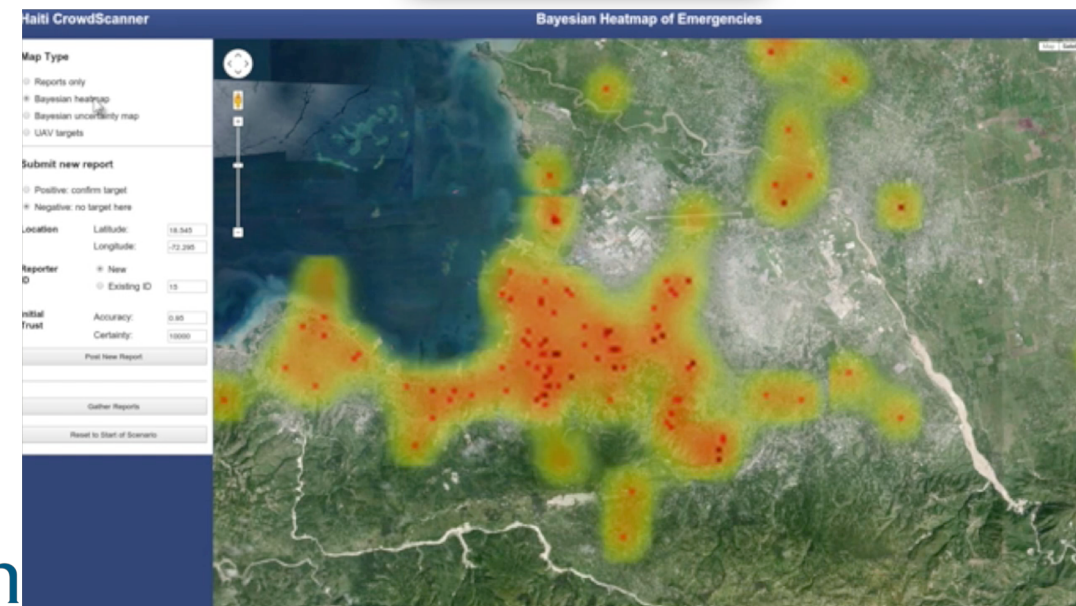 Haiti CrowdScanner
Bayesian Heatmap of Emergencies
Map Type
Reports only
Bayesian heatmap
Bayesian uncertainty map
UAV targets
Submit new report
Positive: confirm target
Negative: no target here
Location Latitude: 18.545
Longitude: -72.295
Reporter ID New
Existing ID 15
Initial Trust Accuracy: 0.95
Certainty: 10000
Post New Report
Gather Reports
Reset to Start of Scenario
Map
n